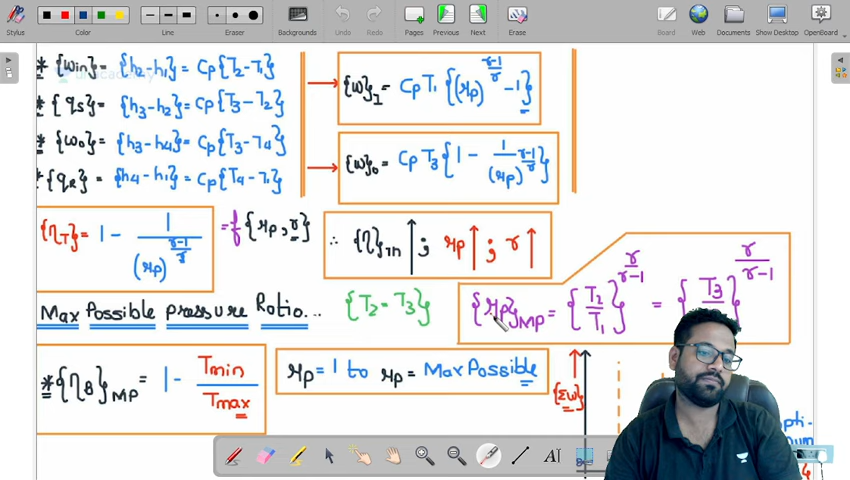 Board Web Documents Show Desktop OpenBoard
Colors Line Eraser Backgrounds Undo Redo Pages Previous Next Erase
* {win} = {h2-h1} = Cp{T2-T1}
* {qs} = {h3-h2} = Cp{T3-T2}
* {wo} = {h3-h4} = Cp{T3-T4}
* {qR} = {h4-h1} = Cp{T4-T1}
→ {w}I = CpT1 {(rp)^(r-1/r) - 1}
→ {w}o = CpT3 {1 - 1/(rp)^(r-1/r)}
{ηT} = 1 - 1/(rp)^(r-1/r) = f{rp, r}
∴ {η}Th ↑ ; rp ↑ ; r ↑
Max Possible Pressure Ratio...
{T2 = T3}
{rp}MP = {T2/T1}^(r/r-1) = {T3/
}^(r/r-1)
* {ηB}MP = 1 - Tmin/Tmax
rp = 1 to rp = Max Possible
{Σw}